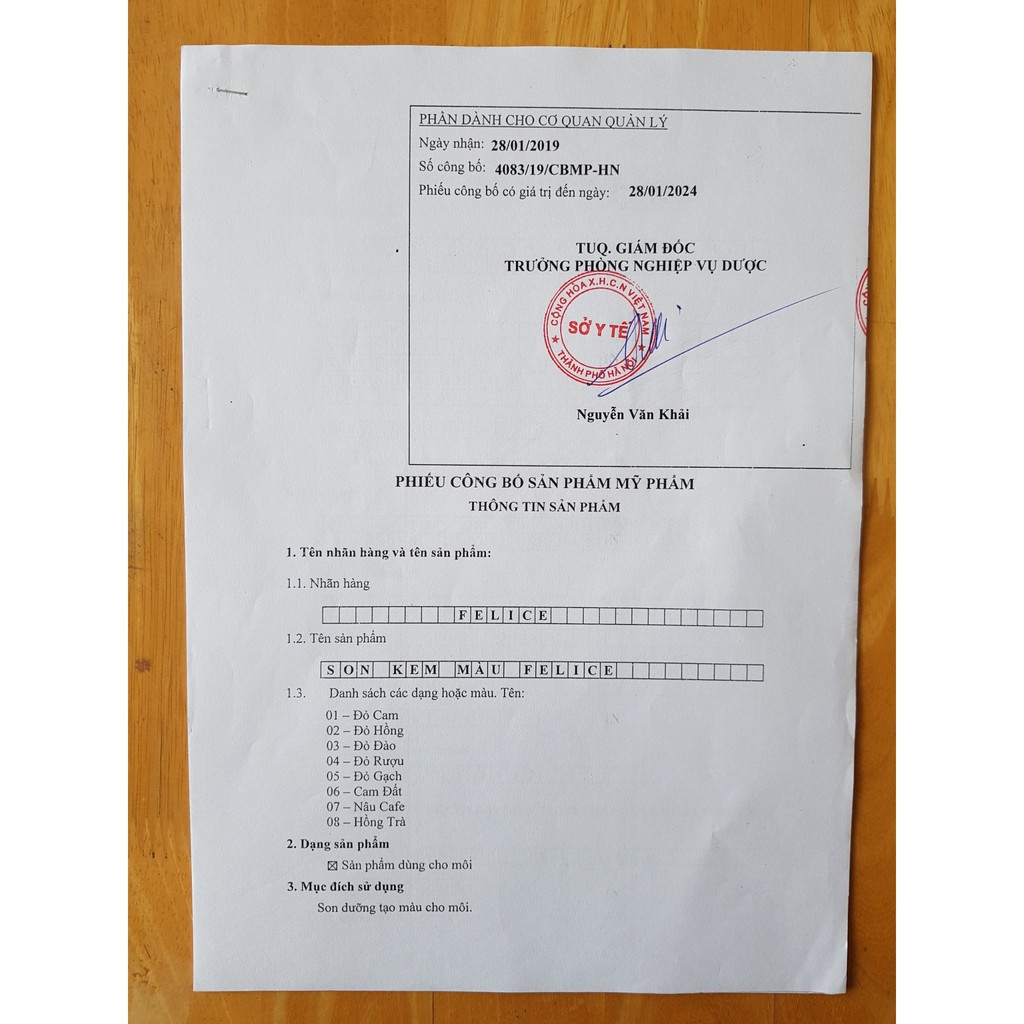 PHẦN DÀNH CHO CƠ QUAN QUẢN LÝ
Ngày nhận: 28/01/2019
Số công bố: 4083/19/CBMP-HN
Phiếu công bố có giá trị đến ngày: 28/01/2024
TUQ. GIÁM ĐỐC
TRƯỞNG PHÒNG NGHIỆP VỤ DƯỢC
CỘNG HÒA X.H.C.N VIỆT NAM
SỞ Y TẾ
THÀNH PHỐ HÀ NỘI
Nguyễn Văn Khải
PHIẾU CÔNG BỐ SẢN PHẨM MỸ PHẨM
THÔNG TIN SẢN PHẨM
1. Tên nhãn hàng và tên sản phẩm:
1.1. Nhãn hàng
FELICE
1.2. Tên sản phẩm
SON KEM MÀU FELICE
1.3. Danh sách các dạng hoặc màu. Tên:
01 – Đỏ Cam
02 – Đỏ Hồng
03 – Đỏ Đào
04 – Đỏ Rượu
05 – Đỏ Gạch
06 – Cam Đất
07 – Nâu Cafe
08 – Hồng Trà
2. Dạng sản phẩm
☒ Sản phẩm dùng cho môi
3. Mục đích sử dụng
Son dưỡng tạo màu cho môi.